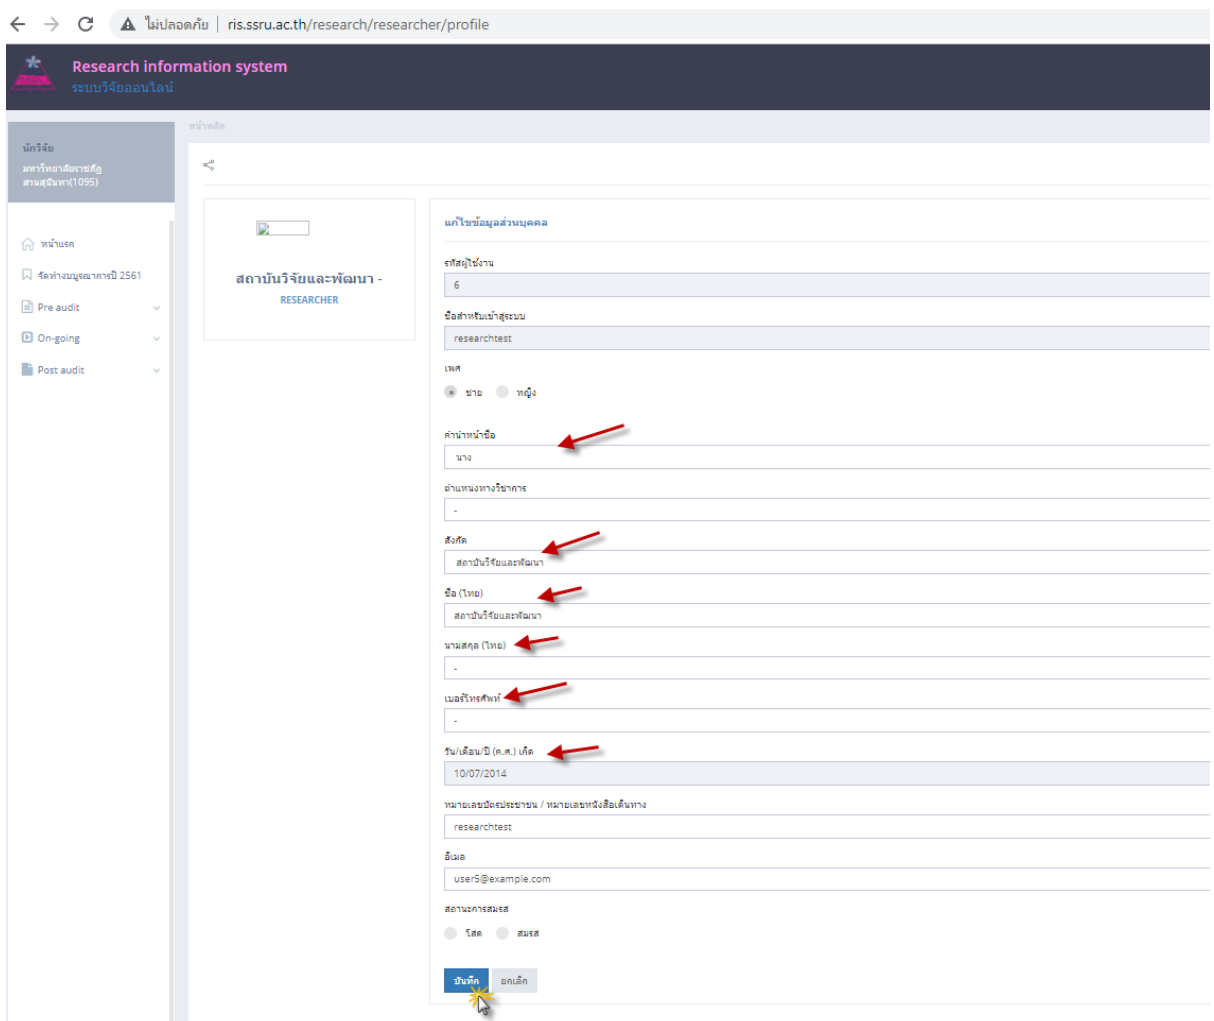 ไม่ปลอดภัย | ris.ssru.ac.th/research/researcher/profile
Research information system
ระบบวิจัยออนไลน์
หน้าหลัก
นักวิจัย
มหาวิทยาลัยราชภัฏ
สวนสุนันทา(1095)
หน้าแรก
จัดทำงบบูรณาการปี 2561
Pre audit
On-going
Post audit
สถาบันวิจัยและพัฒนา -
RESEARCHER
แก้ไขข้อมูลส่วนบุคคล
รหัสผู้ใช้งาน
6
ชื่อสำหรับเข้าสู่ระบบ
researchtest
เพศ
ชาย หญิง
คำนำหน้าชื่อ
นาง
ตำแหน่งทางวิชาการ
-
สังกัด
สถาบันวิจัยและพัฒนา
ชื่อ (ไทย)
สถาบันวิจัยและพัฒนา
นามสกุล (ไทย)
-
เบอร์โทรศัพท์
-
วัน/เดือน/ปี (ค.ศ.) เกิด
10/07/2014
หมายเลขบัตรประชาชน / หมายเลขหนังสือเดินทาง
researchtest
อีเมล
user5@example.com
สถานะการสมรส
โสด สมรส
บันทึก ยกเลิก